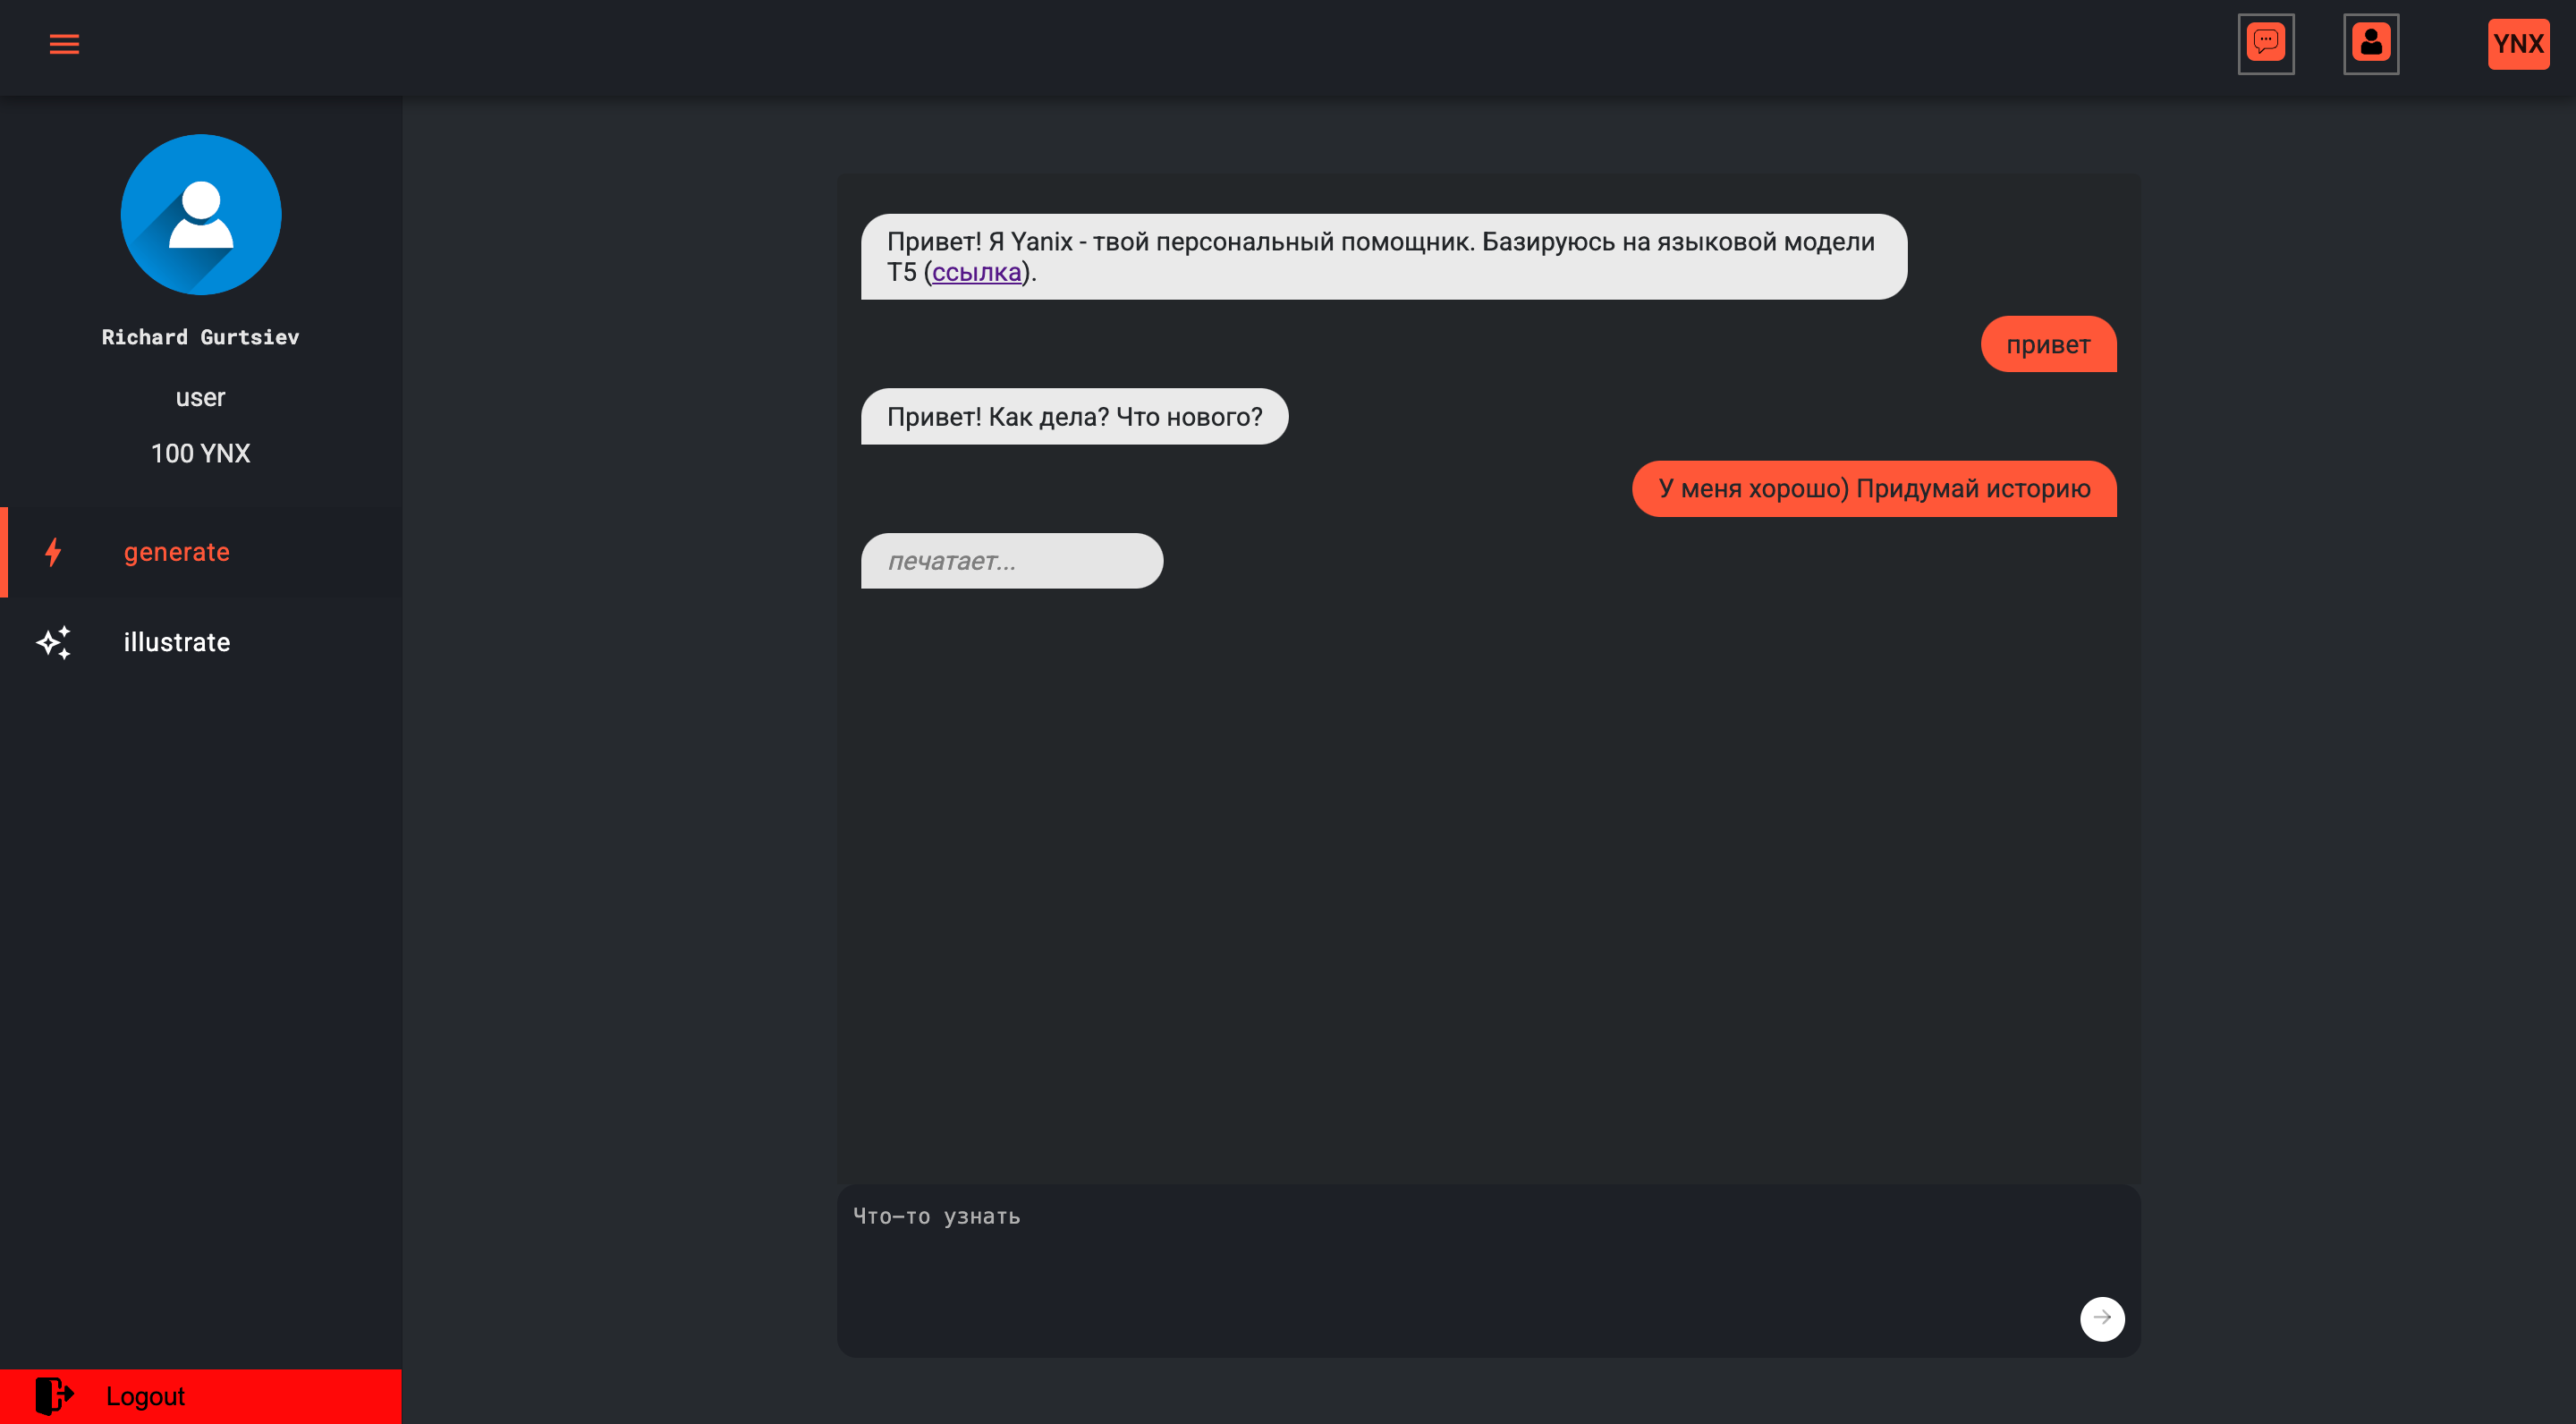 YNX
Richard Gurtsiev
user
100 YNX
generate
illustrate
Logout
Привет! Я Yanix - твой персональный помощник. Базируюсь на языковой модели
T5 (ссылка).
привет
Привет! Как дела? Что нового?
У меня хорошо) Придумай историю
печатает...
Что-то узнать